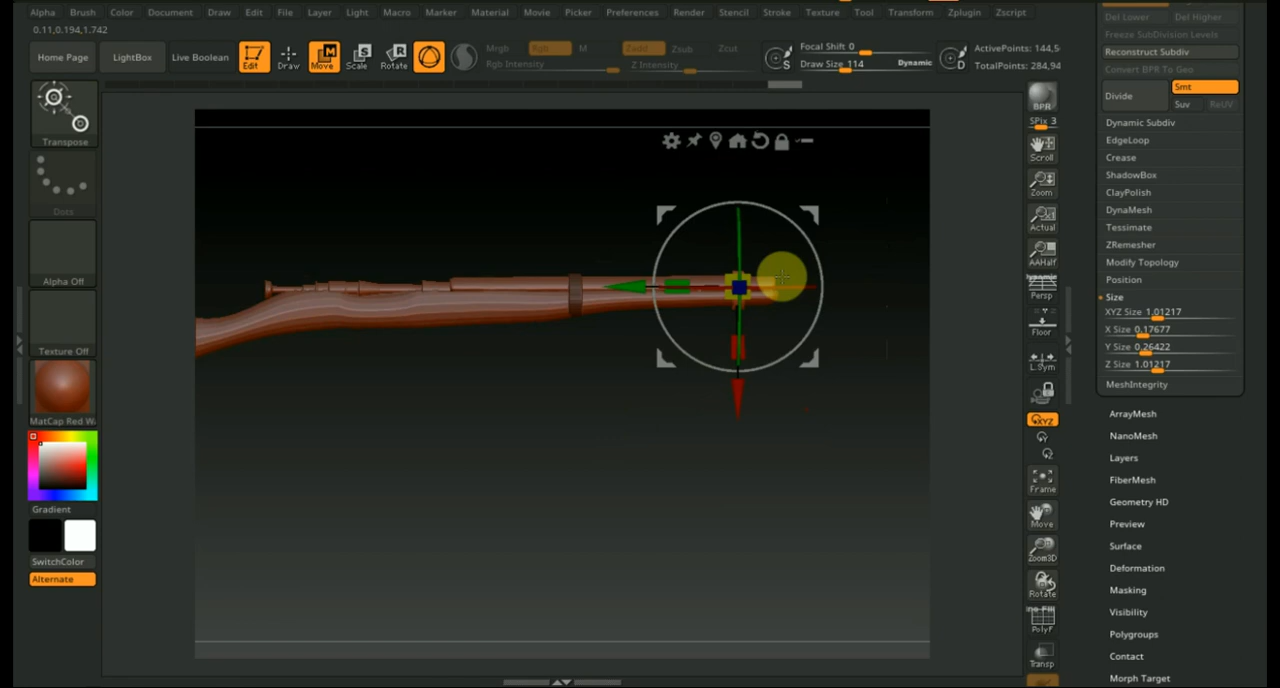 Alpha Brush Color Document Draw Edit File Layer Light Macro Marker Material Movie Picker Preferences Render Stencil Stroke Texture Tool Transform Zplugin Zscript
0.11,0.194,1.742
Home Page
LightBox
Live Boolean
Edit
Draw
Move
Scale
Rotate
Mrgb Rgb M
Rgb Intensity
Zadd Zsub Zcut
Z Intensity
S
Focal Shift 0
Draw Size 114 Dynamic
D
ActivePoints: 144,5
TotalPoints: 284,94
Transpose
Dots
Alpha Off
Texture Off
MatCap Red W
Gradient
SwitchColor
Alternate
BPR
SPix 3
Scroll
Zoom
Actual
AAHalf
Persp
Floor
L.Sym
XYZ
Y
Z
Frame
Move
Zoom3D
Rotate
PolyF
Transp
Del Lower Del Higher
Freeze SubDivision Levels
Reconstruct Subdiv
Convert BPR To Geo
Divide
Smt
Suv ReUV
Dynamic Subdiv
EdgeLoop
Crease
ShadowBox
ClayPolish
DynaMesh
Tessimate
ZRemesher
Modify Topology
Position
Size
XYZ Size 1.01217
X Size 0.17677
Y Size 0.26422
Z Size 1.01217
MeshIntegrity
ArrayMesh
NanoMesh
Layers
FiberMesh
Geometry HD
Preview
Surface
Deformation
Masking
Visibility
Polygroups
Contact
Morph Target